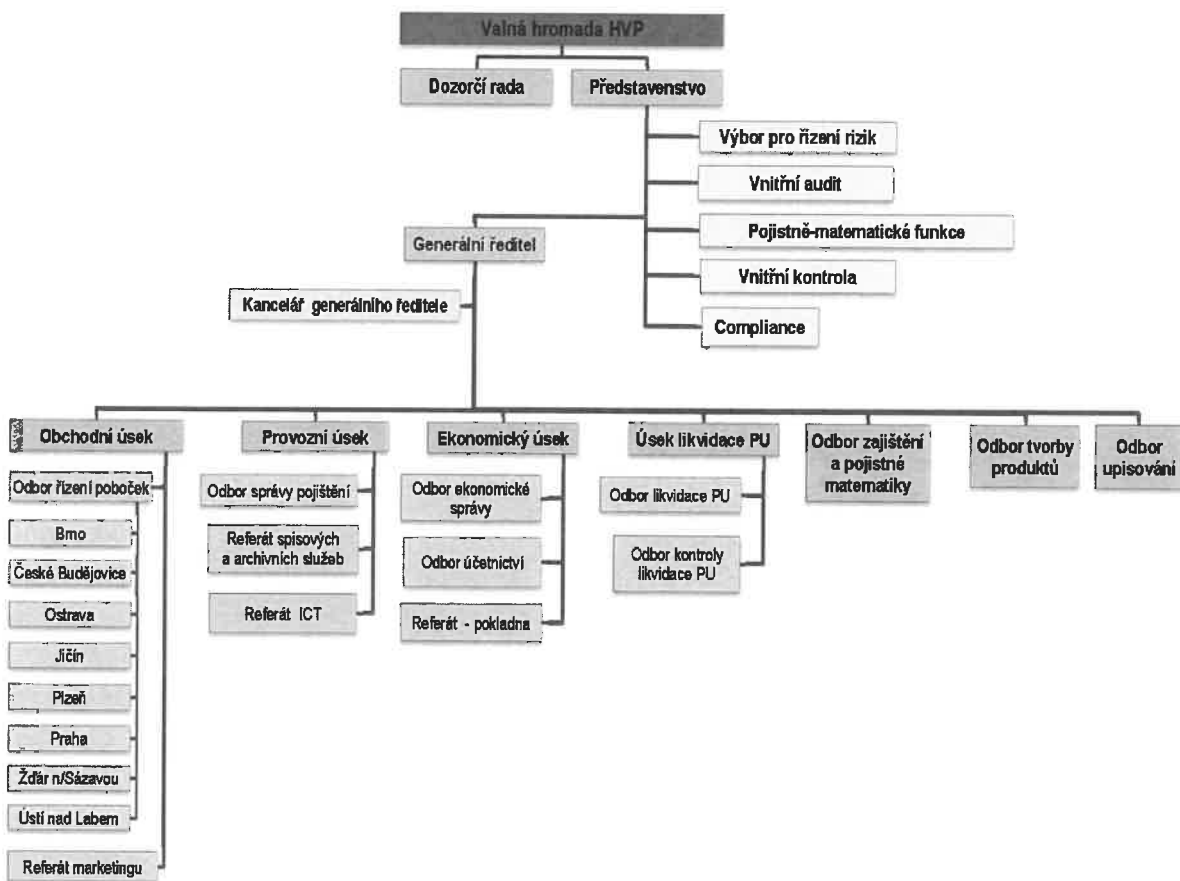 Valná hromada HVP
Dozorčí rada
Představenstvo
Výbor pro řízení rizik
Vnitřní audit
Pojistně-matematické funkce
Vnitřní kontrola
Compliance
Generální ředitel
Kancelář generálního ředitele
Obchodní úsek
Odbor řízení poboček
Brno
České Budějovice
Ostrava
Jičín
Plzeň
Praha
Žďár n/Sázavou
Ústí nad Labem
Referát marketingu
Provozní úsek
Odbor správy pojištění
Referát spisových
a archivních služeb
Referát ICT
Ekonomický úsek
Odbor ekonomické
správy
Odbor účetnictví
Referát - pokladna
Úsek likvidace PU
Odbor likvidace PU
Odbor kontroly
likvidace PU
Odbor zajištění
a pojistné
matematiky
Odbor tvorby
produktů
Odbor
upisování